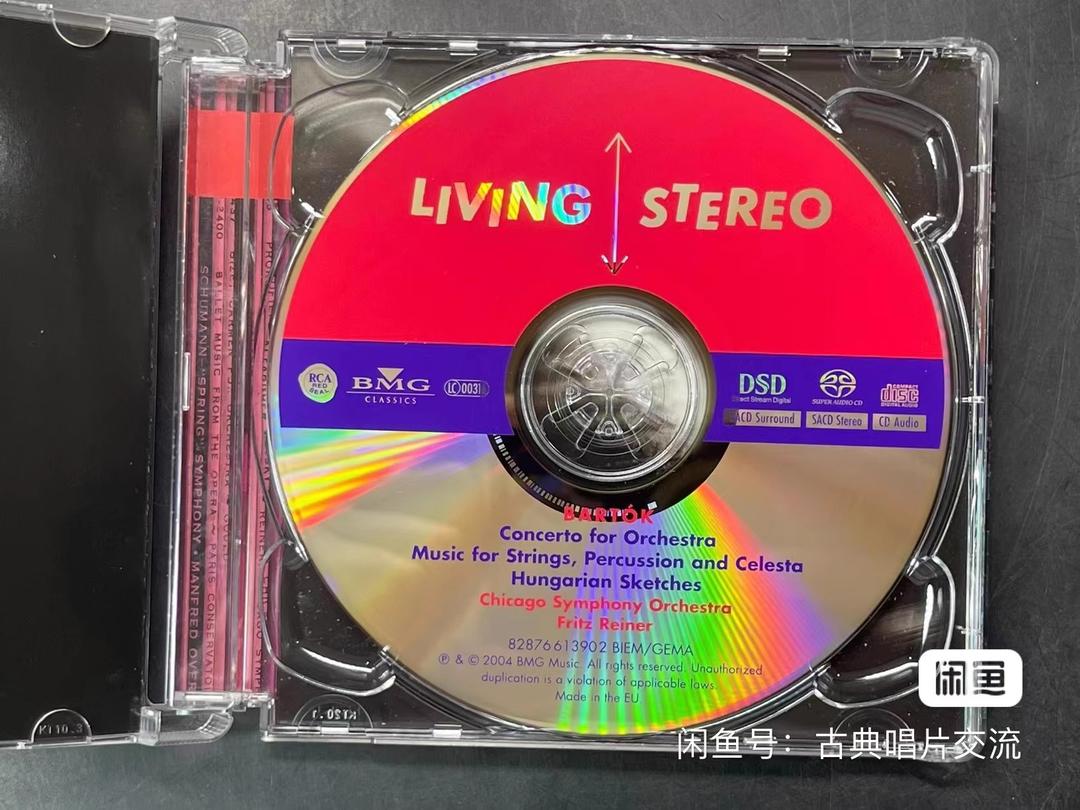 LIVING STEREO
RCA
RED
SEAL
BMG
CLASSICS
LC 0031
DSD
Direct Stream Digital
SUPER AUDIO CD
COMPACT
disc
DIGITAL AUDIO
SACD Surround
SACD Stereo
CD Audio
BARTÓK
Concerto for Orchestra
Music for Strings, Percussion and Celesta
Hungarian Sketches
Chicago Symphony Orchestra
Fritz Reiner
82876613902 BIEM/GEMA
℗ & © 2004 BMG Music. All rights reserved. Unauthorized
duplication is a violation of applicable laws.
Made in the EU
BALLET MUSIC FROM THE OPERA ~ PARIS CONSERVATO
SCHUMANN "SPRING" SYMPHONY • MANFRED OVER
KT10.3
闲鱼
闲鱼号：古典唱片交流